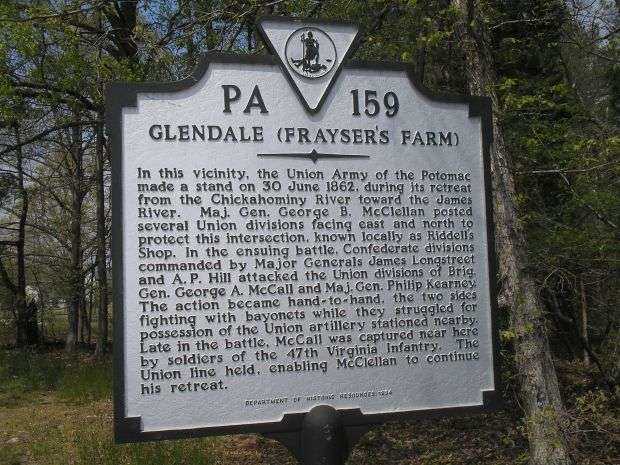 PA 159
GLENDALE (FRAYSER'S FARM)
In this vicinity, the Union Army of the Potomac
made a stand on 30 June 1862, during its retreat
from the Chickahominy River toward the James
River. Maj. Gen. George B. McClellan posted
several Union divisions facing east and north to
protect this intersection, known locally as Riddell's
Shop. In the ensuing battle, Confederate divisions
commanded by Major Generals James Longstreet
and A. P. Hill attacked the Union divisions of Brig.
Gen. George A. McCall and Maj. Gen. Philip Kearney.
The action became hand-to-hand, the two sides
fighting with bayonets while they struggled for
possession of the Union artillery stationed nearby.
Late in the battle, McCall was captured near here
by soldiers of the 47th Virginia Infantry. The
Union line held, enabling McClellan to continue
his retreat.
DEPARTMENT OF HISTORIC RESOURCES